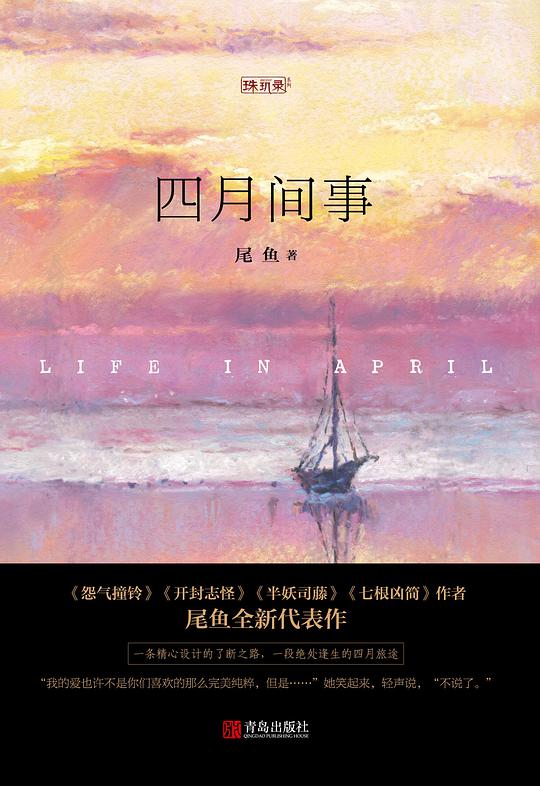 珠玑录系列
四月间事
尾鱼 著
LIFE IN APRIL
《怨气撞铃》《开封志怪》《半妖司藤》《七根凶简》作者
尾鱼全新代表作
一条精心设计的了断之路，一段绝处逢生的四月旅途
“我的爱也许不是你们喜欢的那么完美纯粹，但是……”她笑起来，轻声说，“不说了。”
青岛出版社
QINGDAO PUBLISHING HOUSE